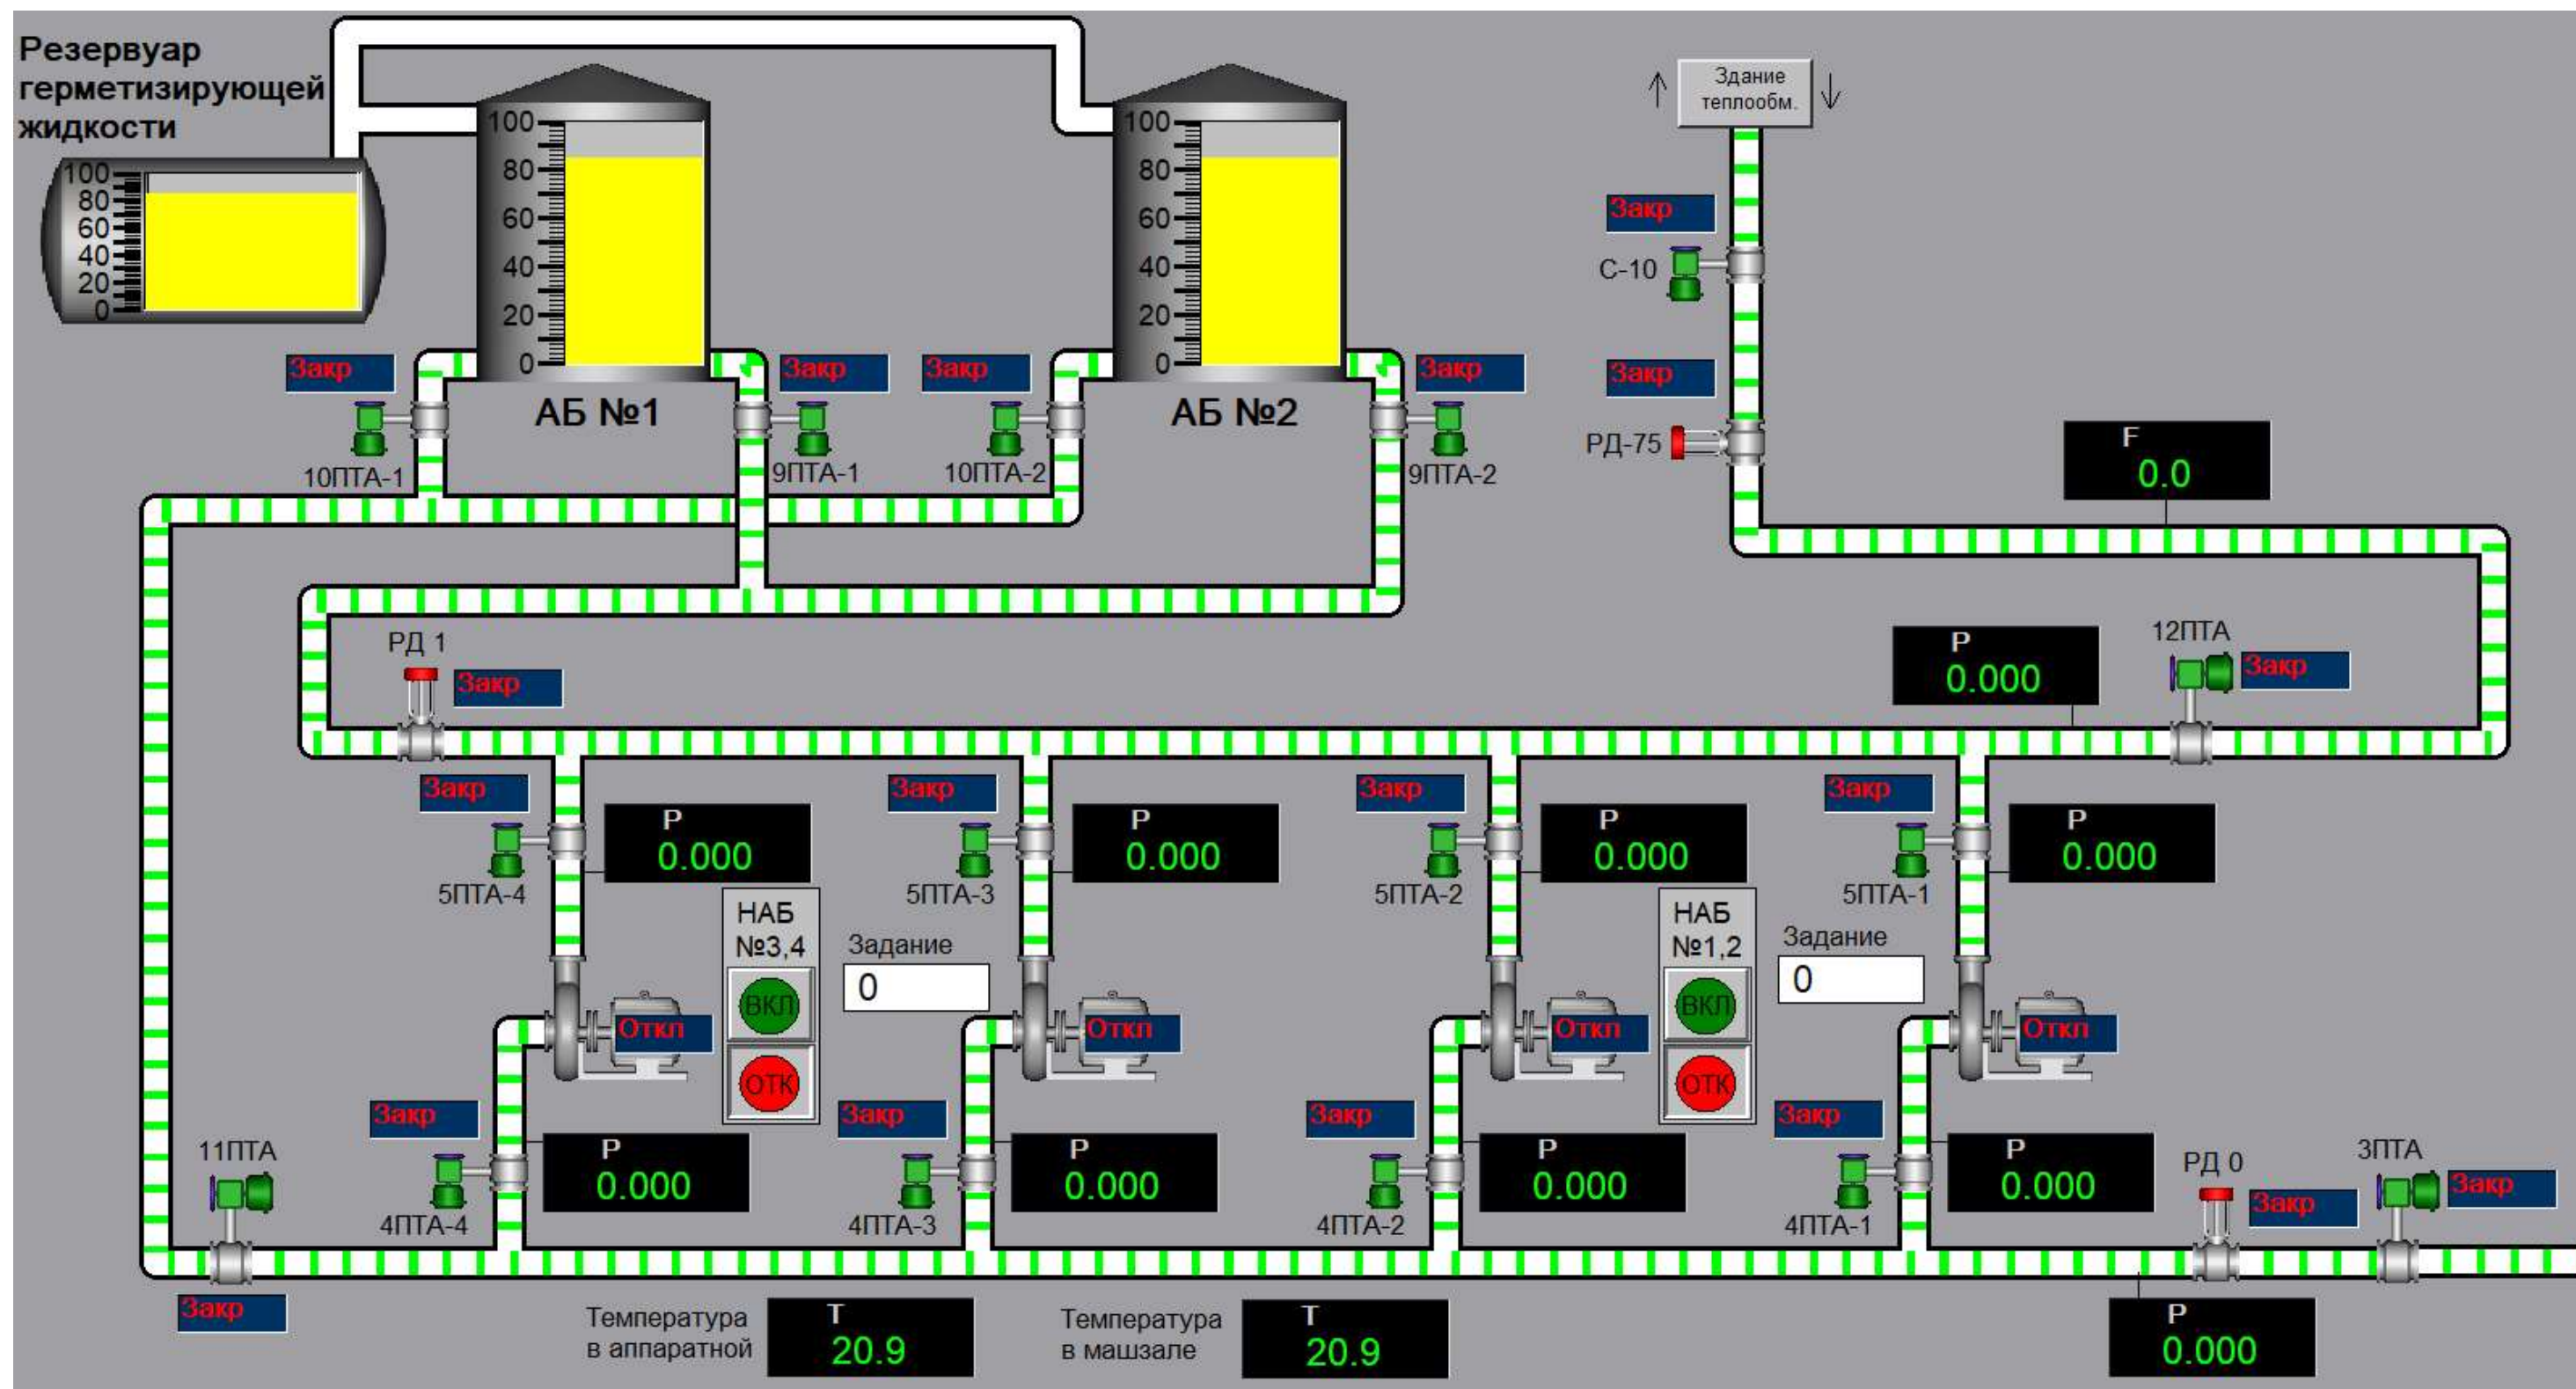 Резервуар
герметизирующей
жидкости
100
80
60
40
20
0
100
80
60
40
20
0
АБ №1
100
80
60
40
20
0
АБ №2
Здание
теплообм.
Закр
С-10
Закр
РД-75
Закр
10ПТА-1
Закр
9ПТА-1
Закр
10ПТА-2
Закр
9ПТА-2
F
0.0
РД 1
Закр
P
0.000
12ПТА
Закр
Закр
5ПТА-4
P
0.000
Закр
5ПТА-3
P
0.000
Закр
5ПТА-2
P
0.000
Закр
5ПТА-1
P
0.000
НАБ
№3,4
ВКЛ
ОТК
Задание
0
НАБ
№1,2
ВКЛ
ОТК
Задание
0
Откл
Откл
Откл
Откл
11ПТА
Закр
Закр
4ПТА-4
P
0.000
Закр
4ПТА-3
P
0.000
Закр
4ПТА-2
P
0.000
Закр
4ПТА-1
P
0.000
РД 0
Закр
3ПТА
Закр
Температура
в аппаратной
T
20.9
Температура
в машзале
T
20.9
P
0.000